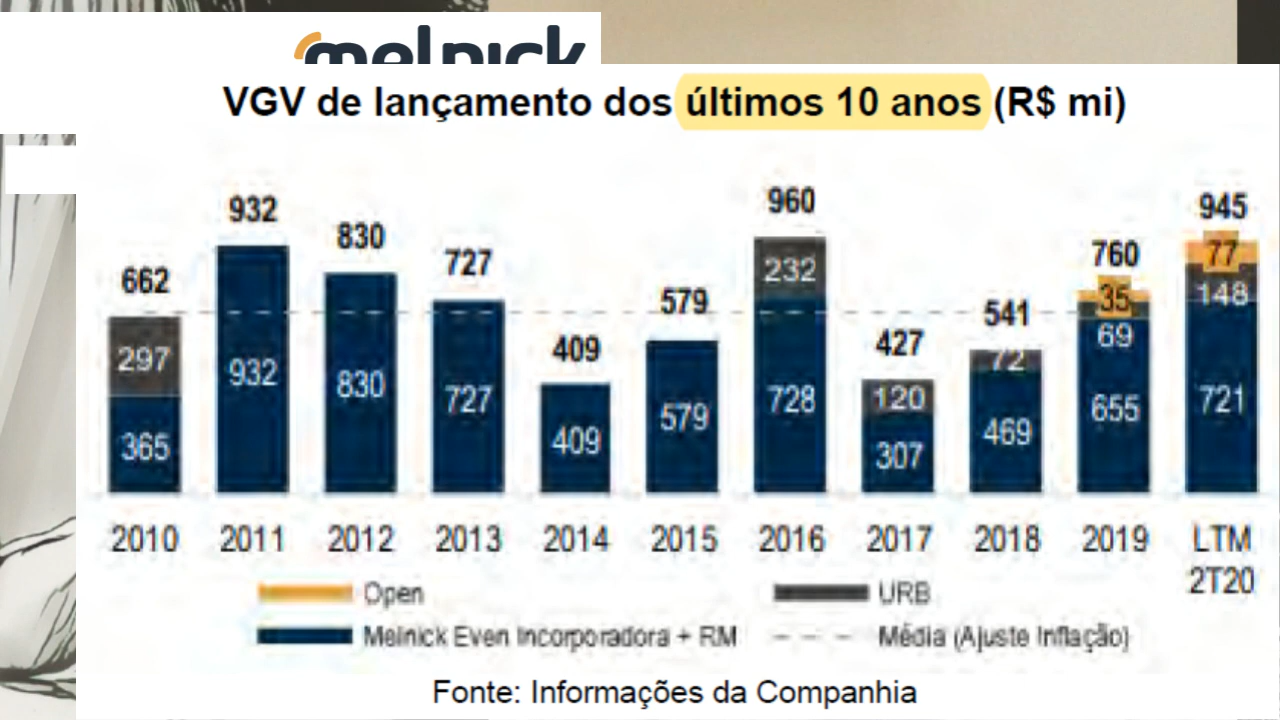 melnick
VGV de lançamento dos últimos 10 anos (R$ mi)
662 932 830 727 409 579 960 427 541 760 945
35 77
297 232 120 72 69 148
365 932 830 727 409 579 728 307 469 655 721
2010 2011 2012 2013 2014 2015 2016 2017 2018 2019 LTM
2T20
Open URB
Melnick Even Incorporadora + RM Média (Ajuste Inflação)
Fonte: Informações da Companhia